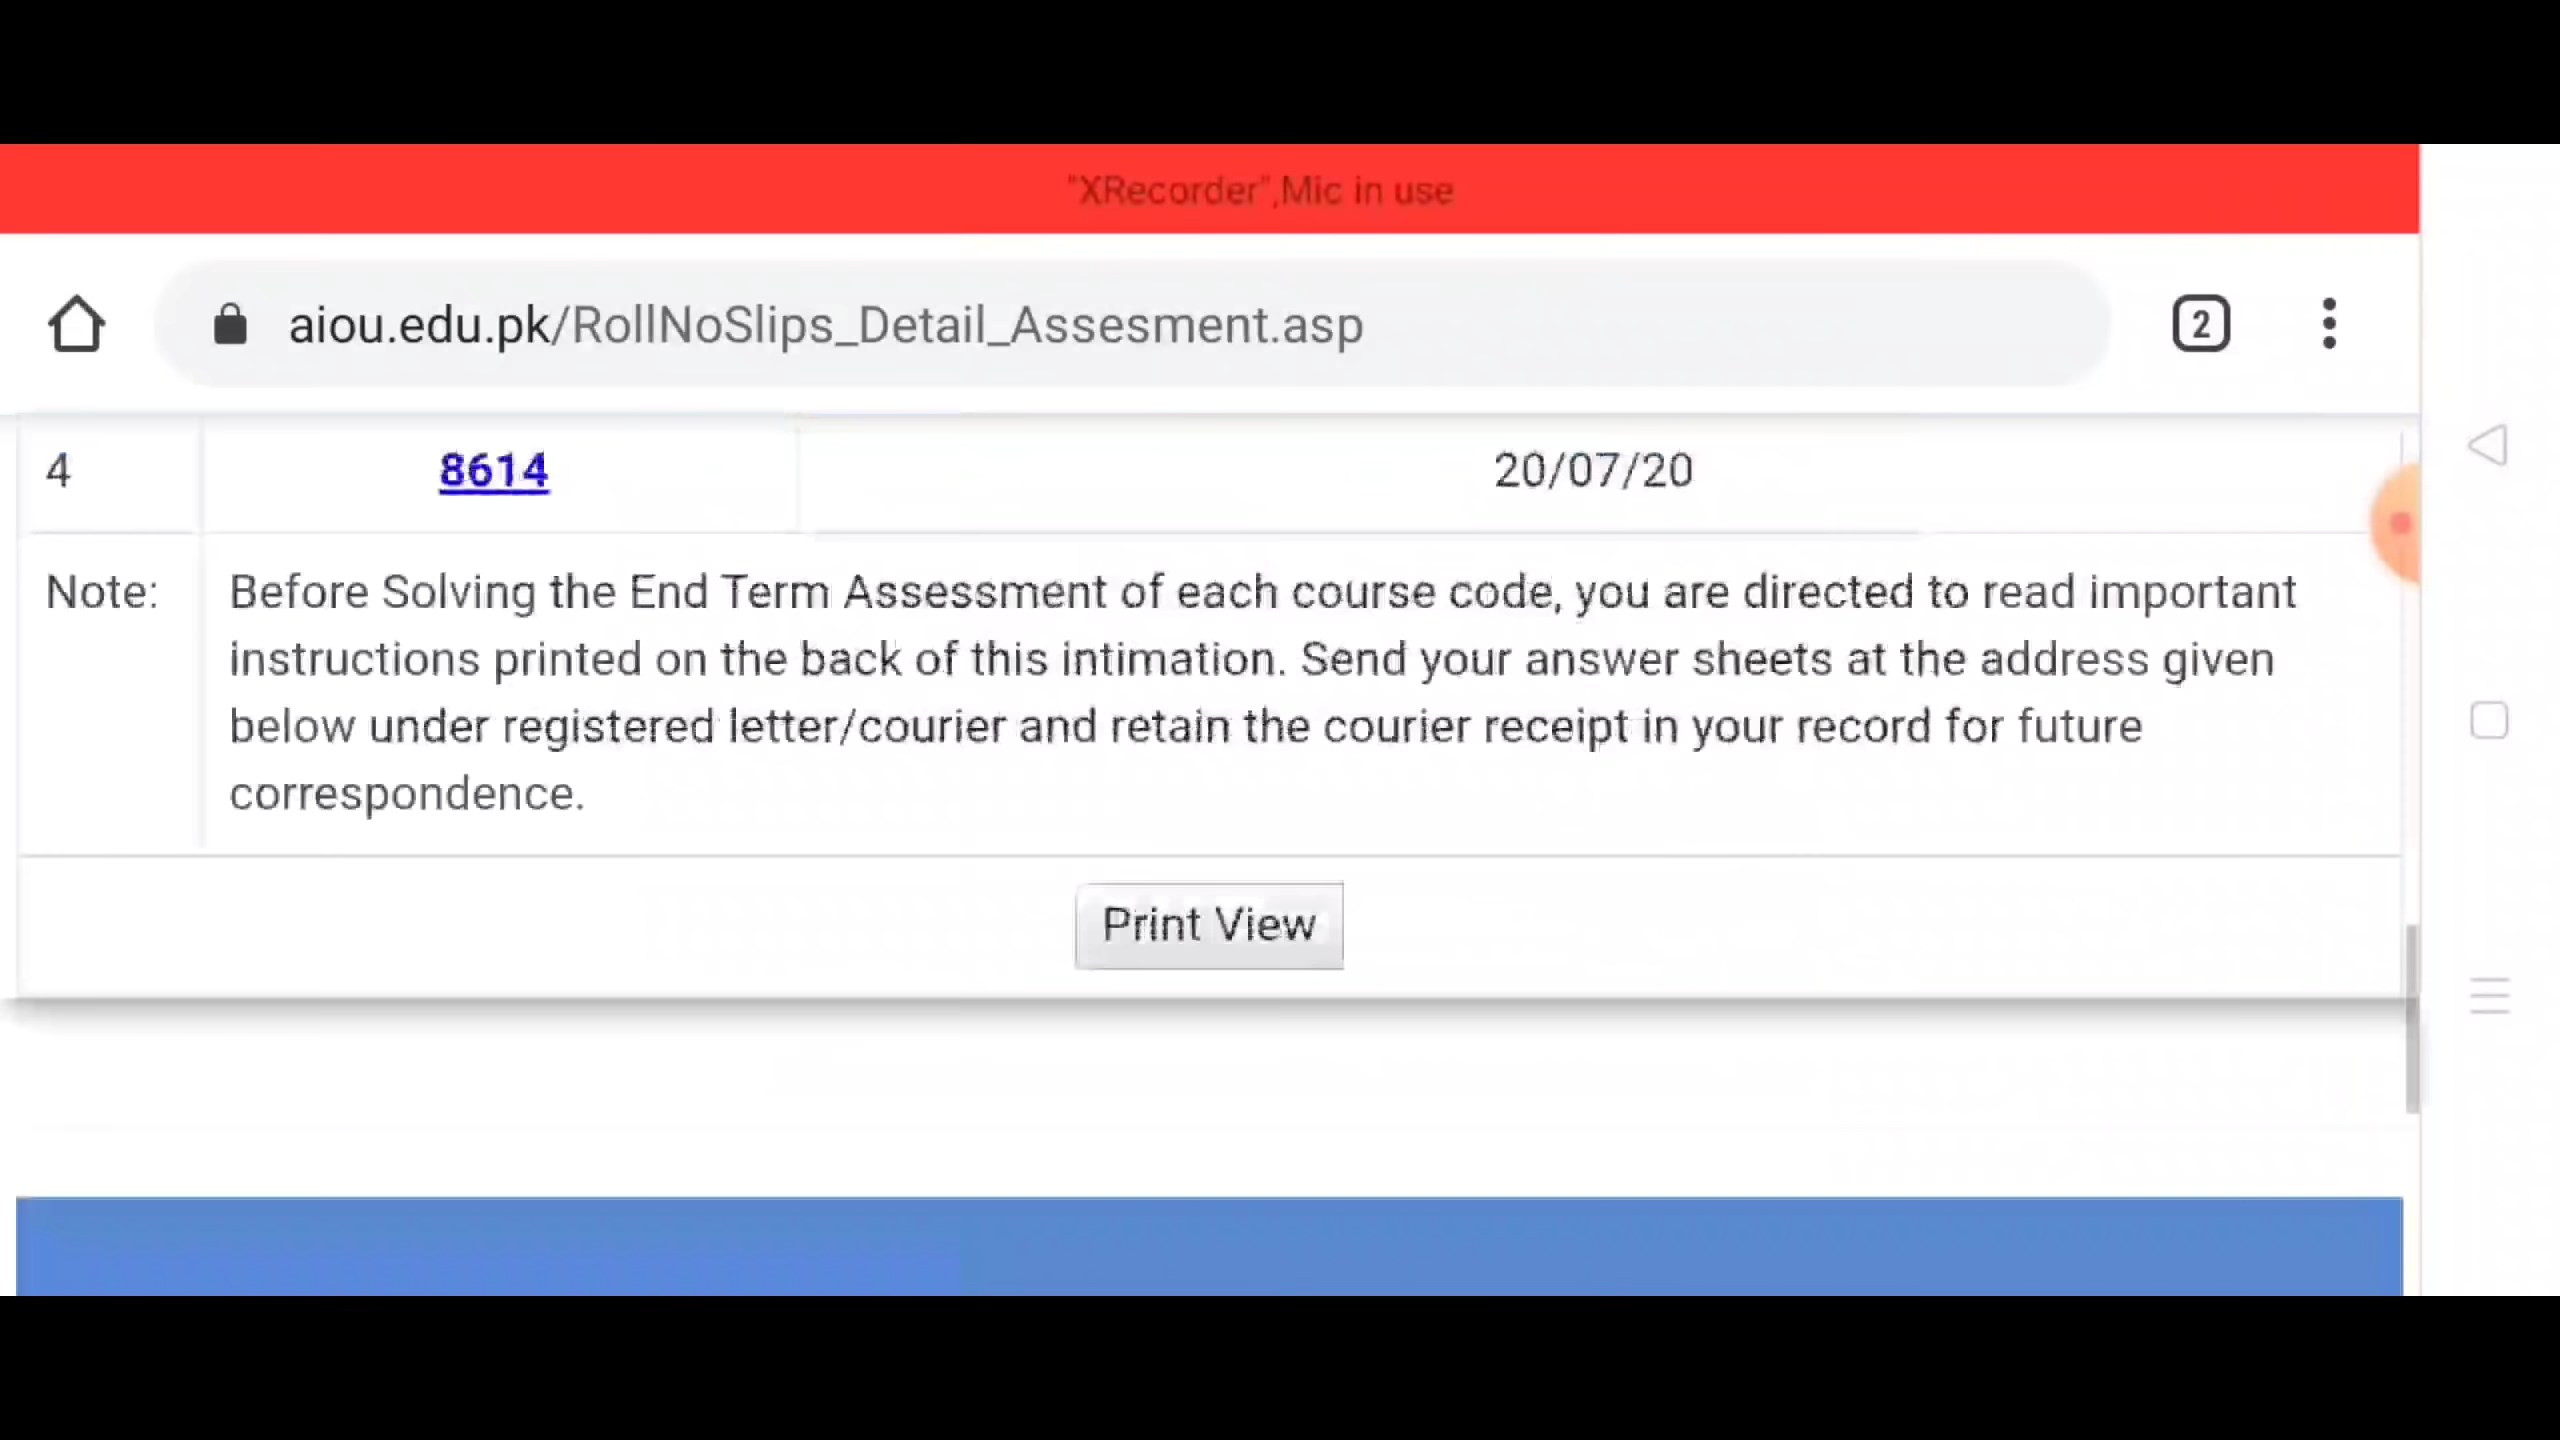 "XRecorder",Mic in use
aiou.edu.pk/RollNoSlips_Detail_Assesment.asp
2
4 8614 20/07/20
Note: Before Solving the End Term Assessment of each course code, you are directed to read important
instructions printed on the back of this intimation. Send your answer sheets at the address given
below under registered letter/courier and retain the courier receipt in your record for future
correspondence.
Print View